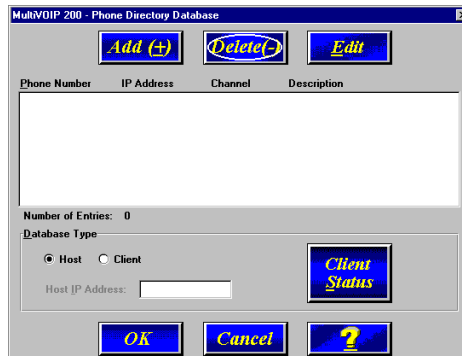 MultiVOIP 200 - Phone Directory Database
Add (+) Delete(-) Edit
Phone Number IP Address Channel Description
Number of Entries: 0
Database Type
Host Client
Host IP Address:
Client
Status
OK Cancel ?